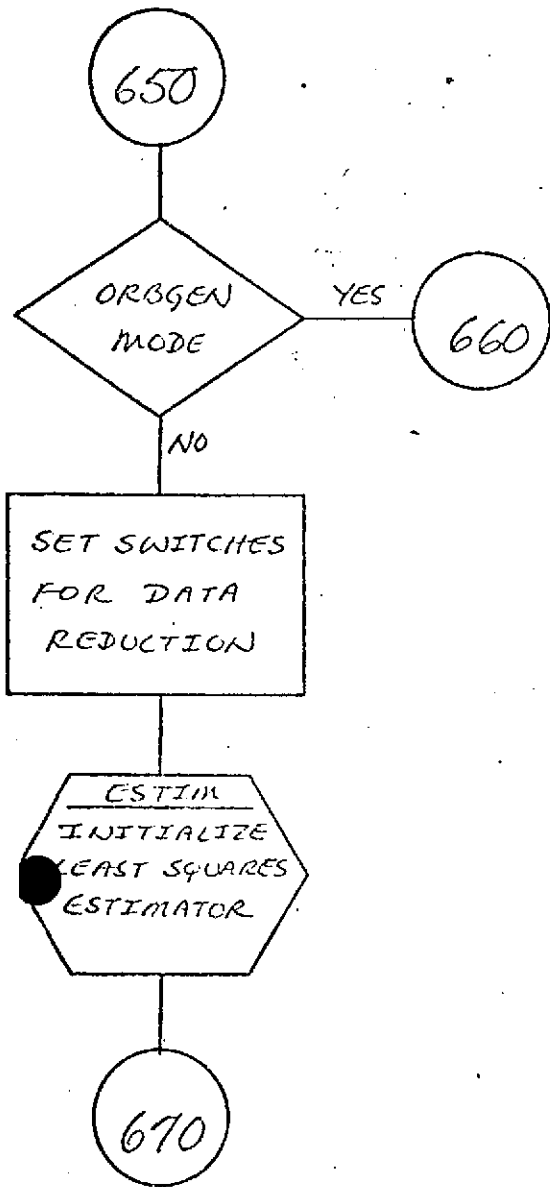 650
ORBGEN
MODE
YES
660
NO
SET SWITCHES
FOR DATA
REDUCTION
ESTIM
INITIALIZE
LEAST SQUARES
ESTIMATOR
670